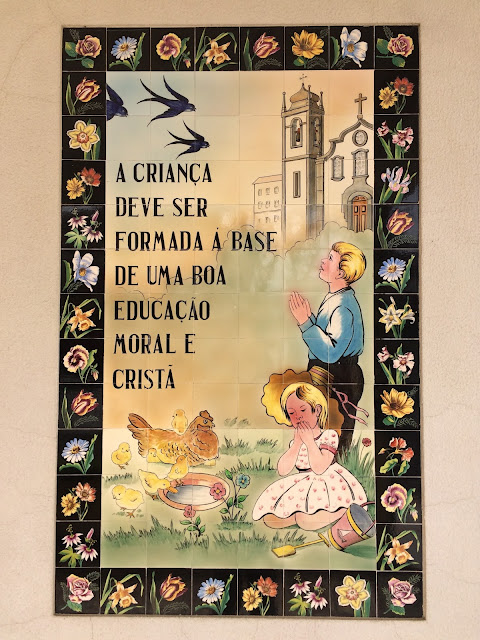 A CRIANÇA
DEVE SER
FORMADA Á BASE
DE UMA BOA
EDUCAÇÃO
MORAL E
CRISTÃ